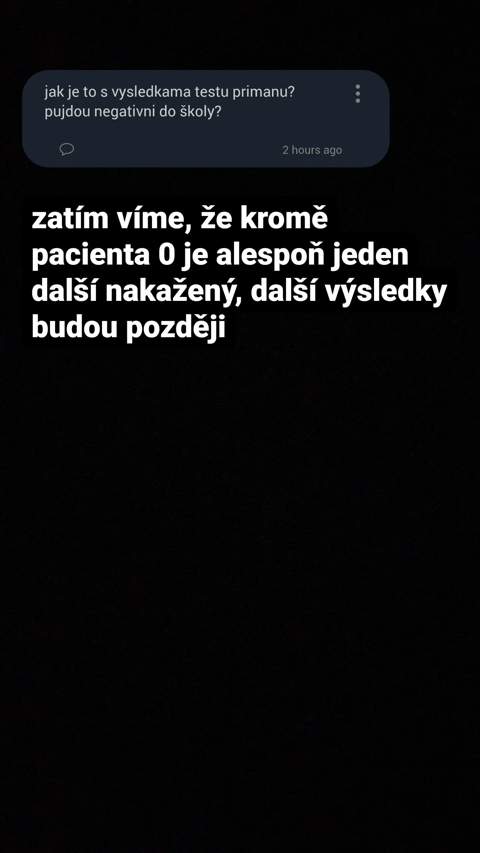 jak je to s vysledkama testu primanu?
pujdou negativni do školy?
2 hours ago
zatím víme, že kromě
pacienta 0 je alespoň jeden
další nakažený, další výsledky
budou později